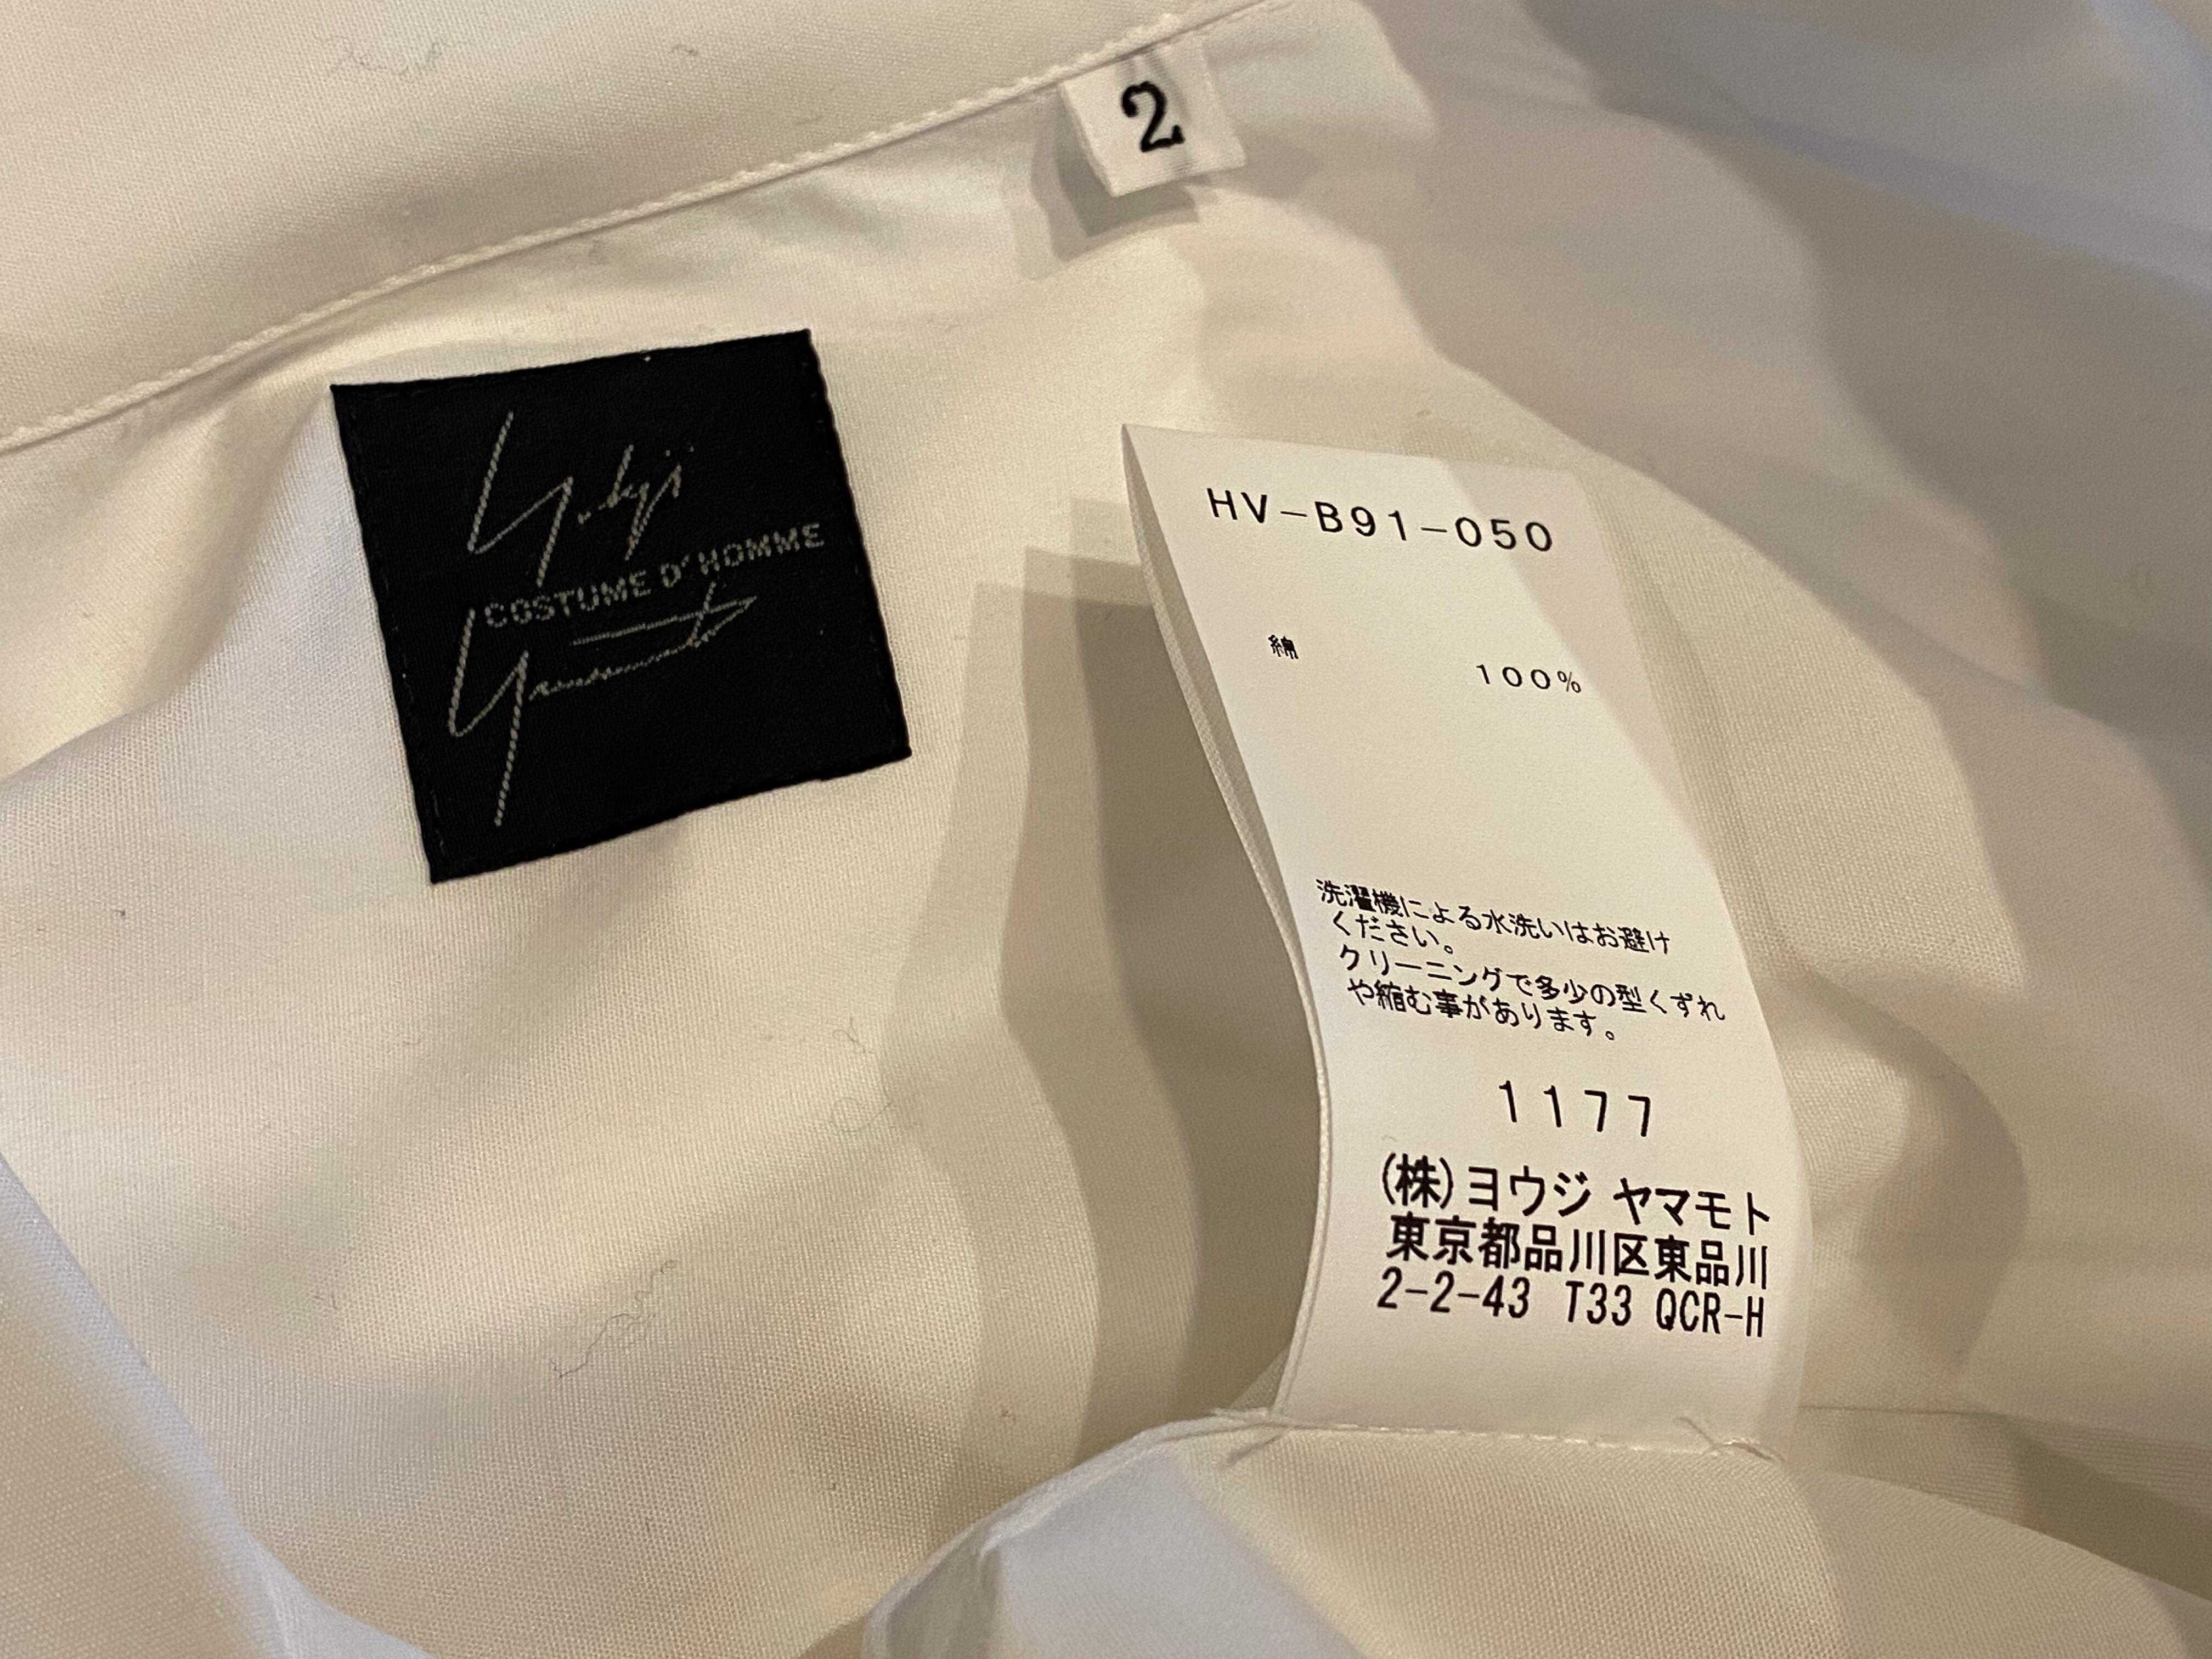 2
Yohji
COSTUME D'HOMME
Yamamoto
HV-B91-050
綿 100%
洗濯機による水洗いはお避け
ください。
クリーニングで多少の型くずれ
や縮む事があります。
1177
(株)ヨウジ ヤマモト
東京都品川区東品川
2-2-43 T33 QCR-H